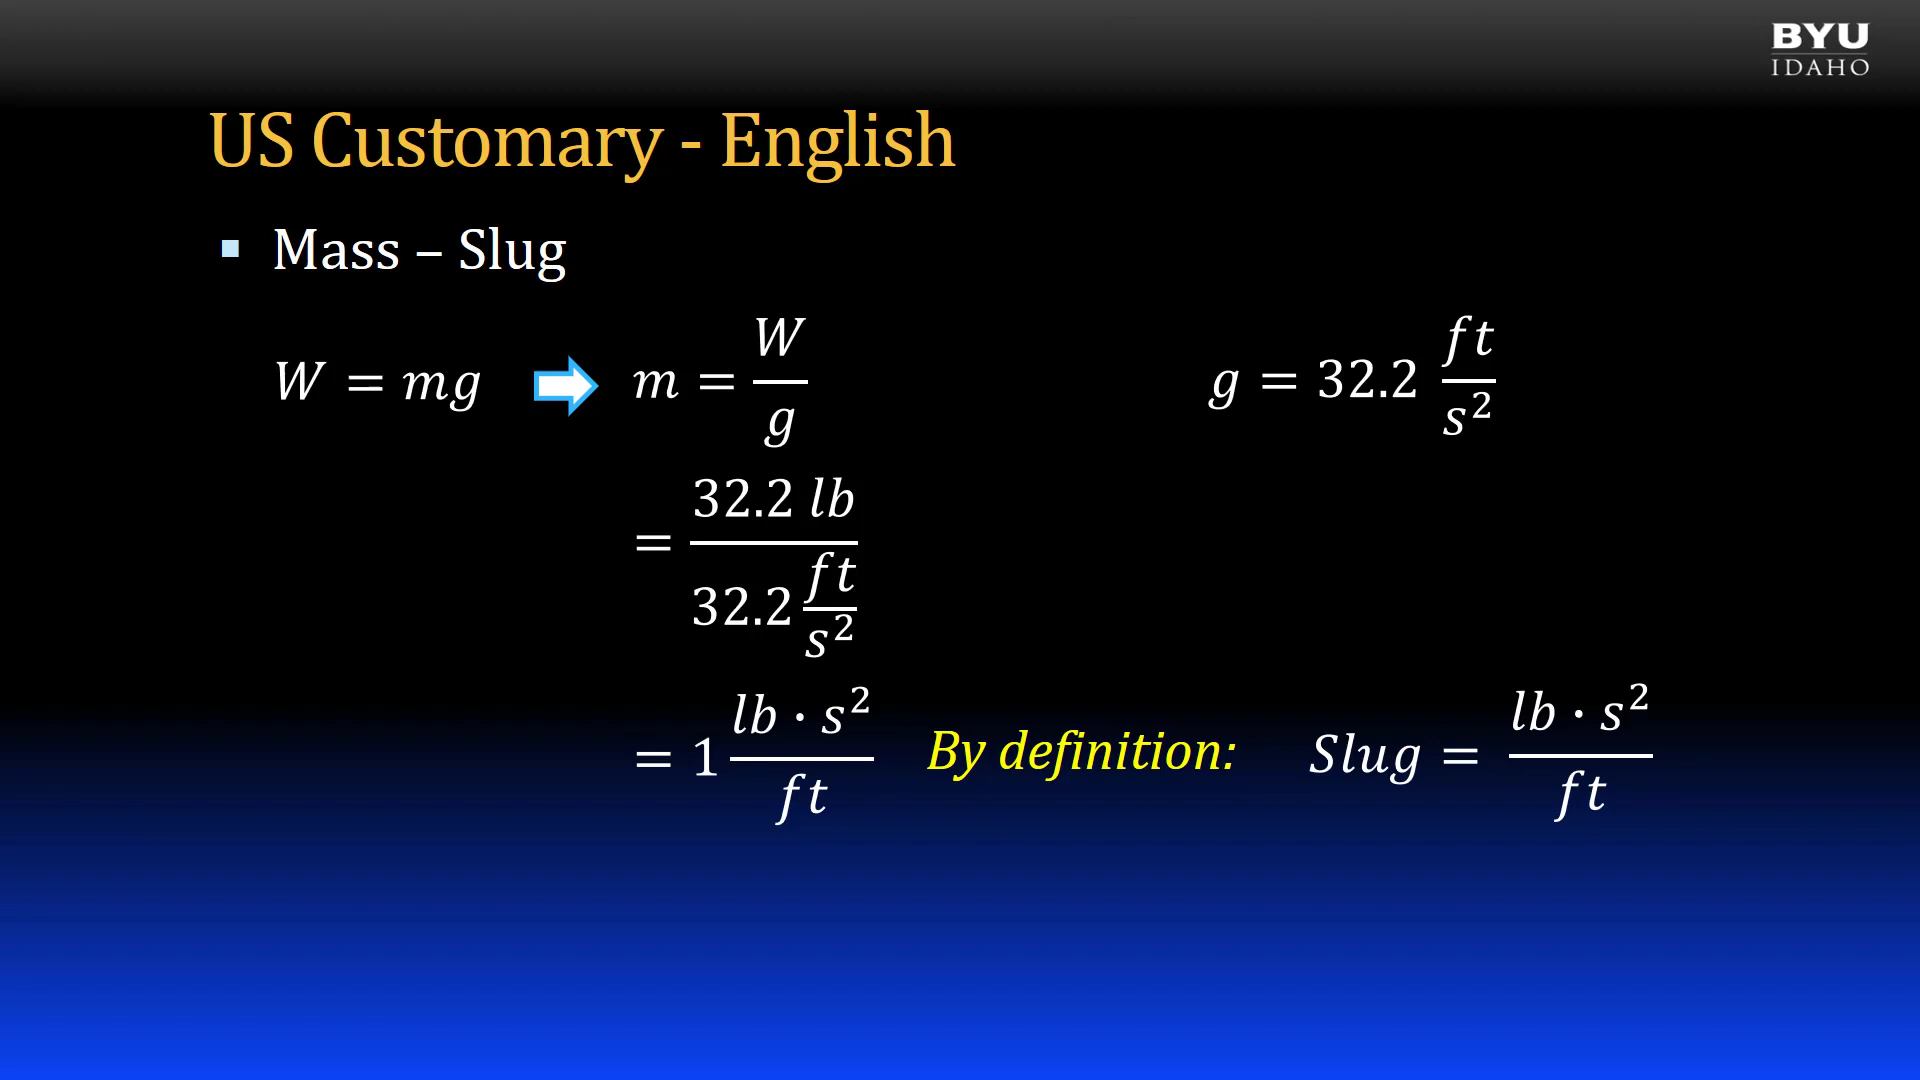 BYU
IDAHO
US Customary - English
▪ Mass – Slug
W = mg ⇨ m = W/g
g = 32.2 ft/s²
= 32.2 lb / 32.2 ft/s²
= 1 lb · s²/ft
By definition: Slug = lb · s²/ft